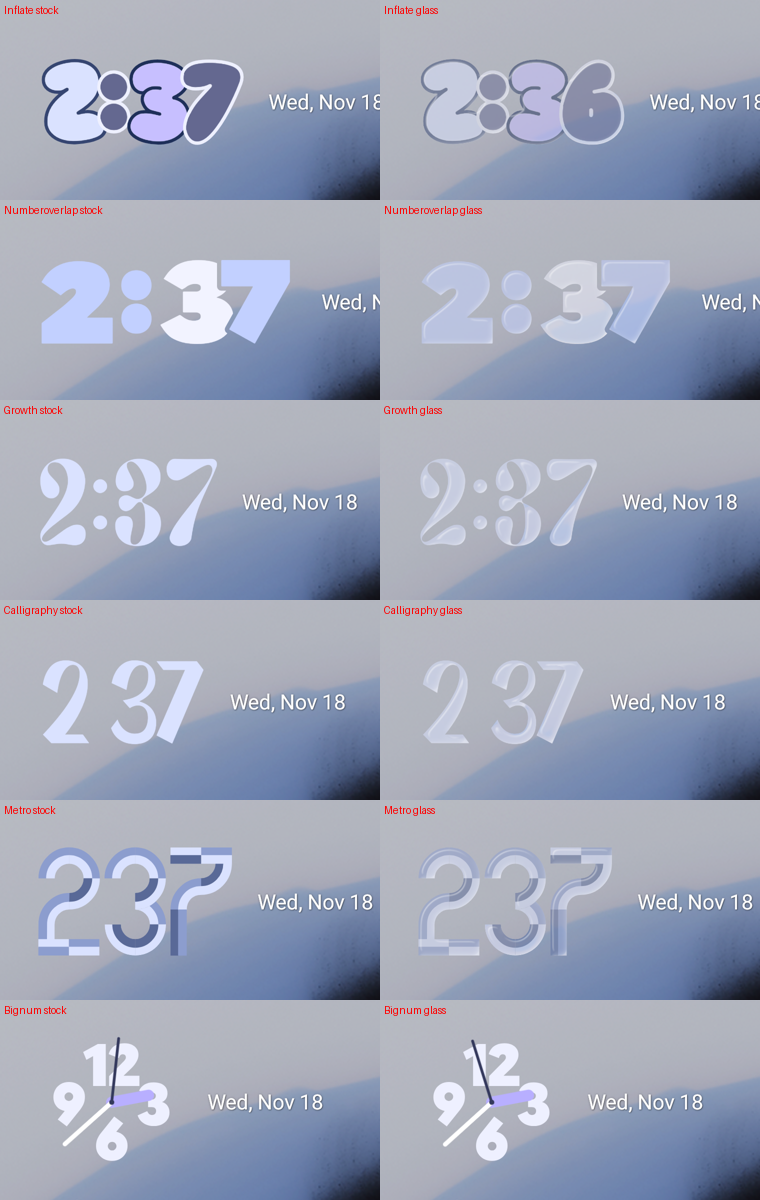 Inflate stock
Inflate glass
2:37
Wed, Nov 18
2:36
Wed, Nov 18
Numberoverlap stock
Numberoverlap glass
2:37
Wed, N
2:37
Wed, N
Growth stock
Growth glass
2:37
Wed, Nov 18
2:37
Wed, Nov 18
Calligraphy stock
Calligraphy glass
2 37
Wed, Nov 18
2 37
Wed, Nov 18
Metro stock
Metro glass
237
Wed, Nov 18
237
Wed, Nov 18
Bignum stock
Bignum glass
12
9 3
6
Wed, Nov 18
12
9 3
6
Wed, Nov 18